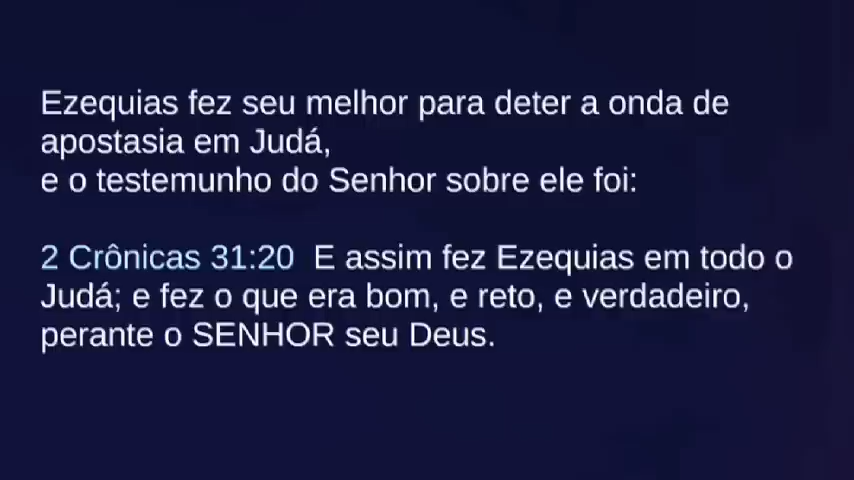 Ezequias fez seu melhor para deter a onda de
apostasia em Judá,
e o testemunho do Senhor sobre ele foi:
2 Crônicas 31:20 E assim fez Ezequias em todo o
Judá; e fez o que era bom, e reto, e verdadeiro,
perante o SENHOR seu Deus.